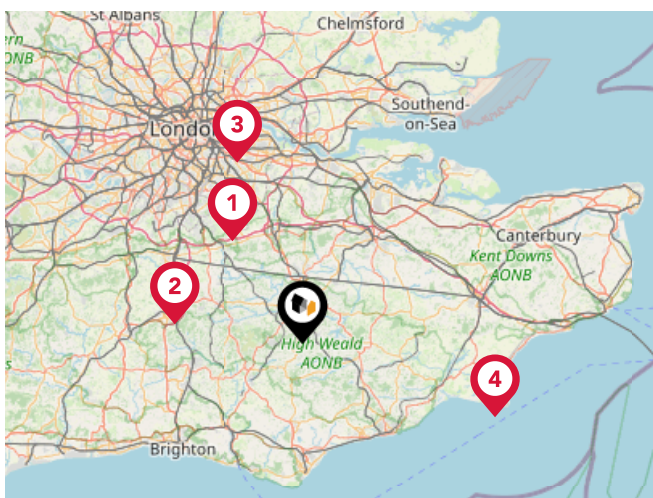 St Albans
Chelmsford
ern
ONB
Southend-
on-Sea
London
3
1
Canterbury
Kent Downs
AONB
2
High Weald
AONB
4
s
Brighton